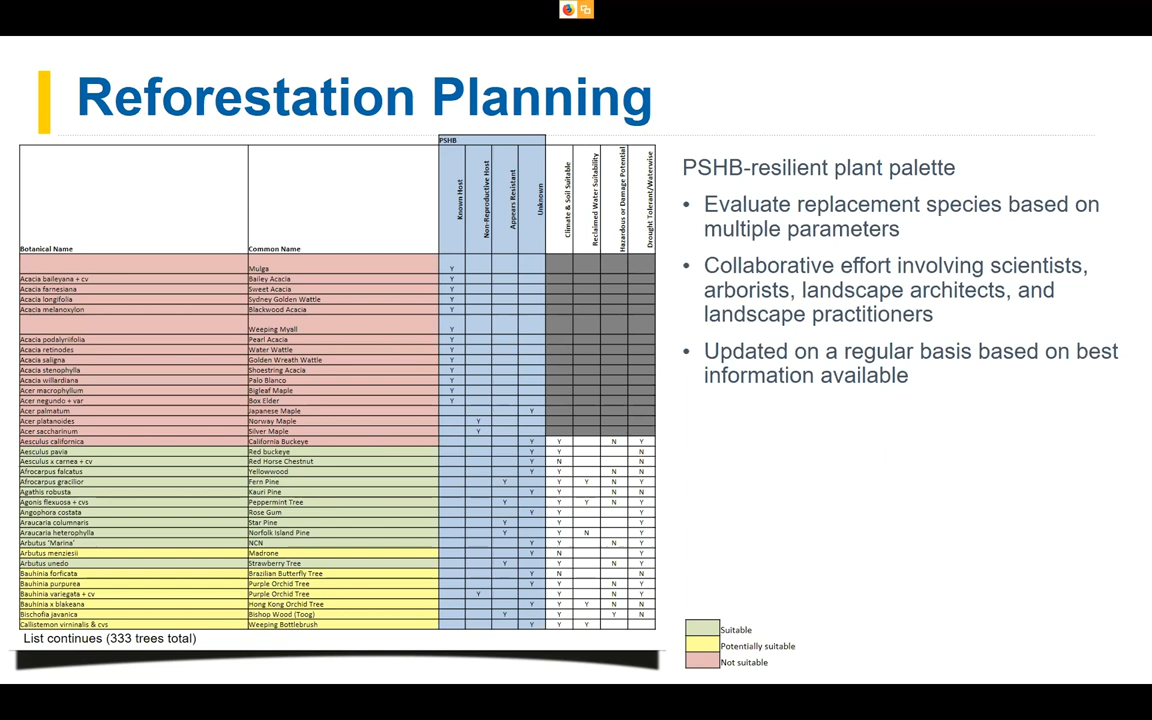 Reforestation Planning
PSHB
Botanical Name Common Name Known Host Non-Reproductive Host Appears Resistant Unknown Climate & Soil Suitable Reclaimed Water Suitability Hazardous or Damage Potential Drought Tolerant/Waterwise
Mulga Y
Acacia baileyana + cv Bailey Acacia Y
Acacia farnesiana Sweet Acacia Y
Acacia longifolia Sydney Golden Wattle Y
Acacia melanoxylon Blackwood Acacia Y
Weeping Myall Y
Acacia podalyriifolia Pearl Acacia Y
Acacia retinodes Water Wattle Y
Acacia saligna Golden Wreath Wattle Y
Acacia stenophylla Shoestring Acacia Y
Acacia willardiana Palo Blanco Y
Acer macrophyllum Bigleaf Maple Y
Acer negundo + var Box Elder Y
Acer palmatum Japanese Maple Y
Acer platanoides Norway Maple Y
Acer saccharinum Silver Maple Y
Aesculus californica California Buckeye Y Y N Y
Aesculus pavia Red buckeye Y Y N
Aesculus x carnea + cv Red Horse Chestnut Y N N
Afrocarpus falcatus Yellowwood Y Y N N
Afrocarpus gracilior Fern Pine Y Y Y N Y
Agathis robusta Kauri Pine Y Y N N
Agonis flexuosa + cvs Peppermint Tree Y Y Y N Y
Angophora costata Rose Gum Y Y Y
Araucaria columnaris Star Pine Y Y Y
Araucaria heterophylla Norfolk Island Pine Y Y N Y
Arbutus 'Marina' NCN Y Y N Y
Arbutus menziesii Madrone Y N Y
Arbutus unedo Strawberry Tree Y Y N Y
Bauhinia forficata Brazilian Butterfly Tree Y N N
Bauhinia purpurea Purple Orchid Tree Y Y N Y
Bauhinia variegata + cv Purple Orchid Tree Y Y N Y
Bauhinia x blakeana Hong Kong Orchid Tree Y Y Y N N
Bischofia javanica Bishop Wood (Toog) Y Y Y N
Callistemon virninalis & cvs Weeping Bottlebrush Y Y Y
List continues (333 trees total)
PSHB-resilient plant palette
• Evaluate replacement species based on
multiple parameters
• Collaborative effort involving scientists,
arborists, landscape architects, and
landscape practitioners
• Updated on a regular basis based on best
information available
Suitable
Potentially suitable
Not suitable